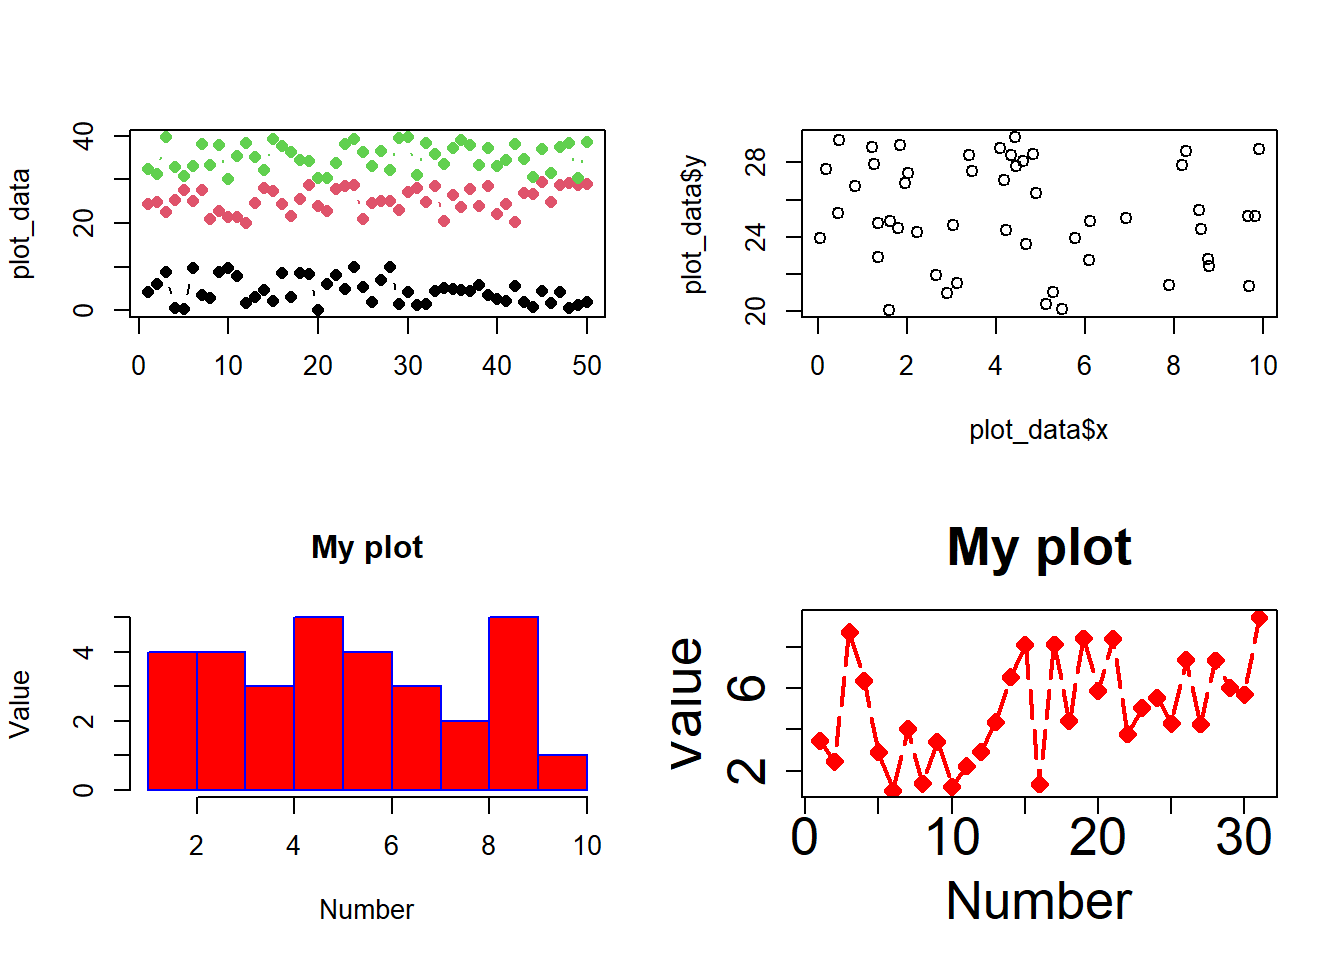 plot_data
40
20
0
0 10 20 30 40 50
plot_data$y
28
24
20
0 2 4 6 8 10
plot_data$x
My plot
Value
4
2
0
2 4 6 8 10
Number
My plot
value
6
2
0 10 20 30
Number